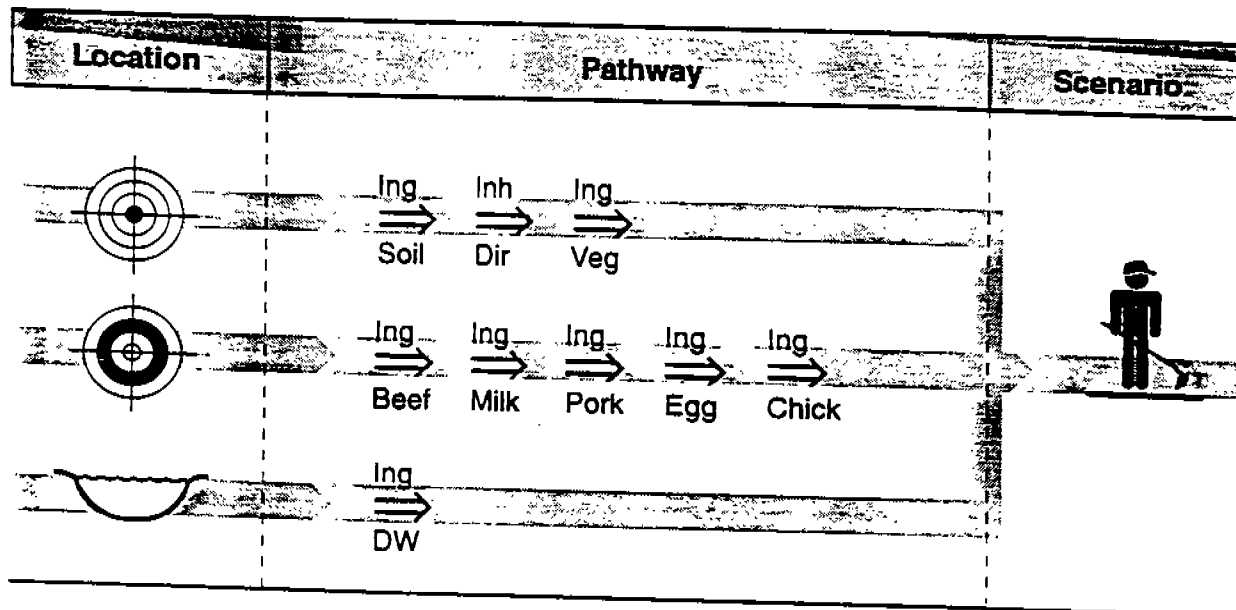 Location Pathway Scenario
Ing Inh Ing
Soil Dir Veg
Ing Ing Ing Ing Ing
Beef Milk Pork Egg Chick
Ing
DW